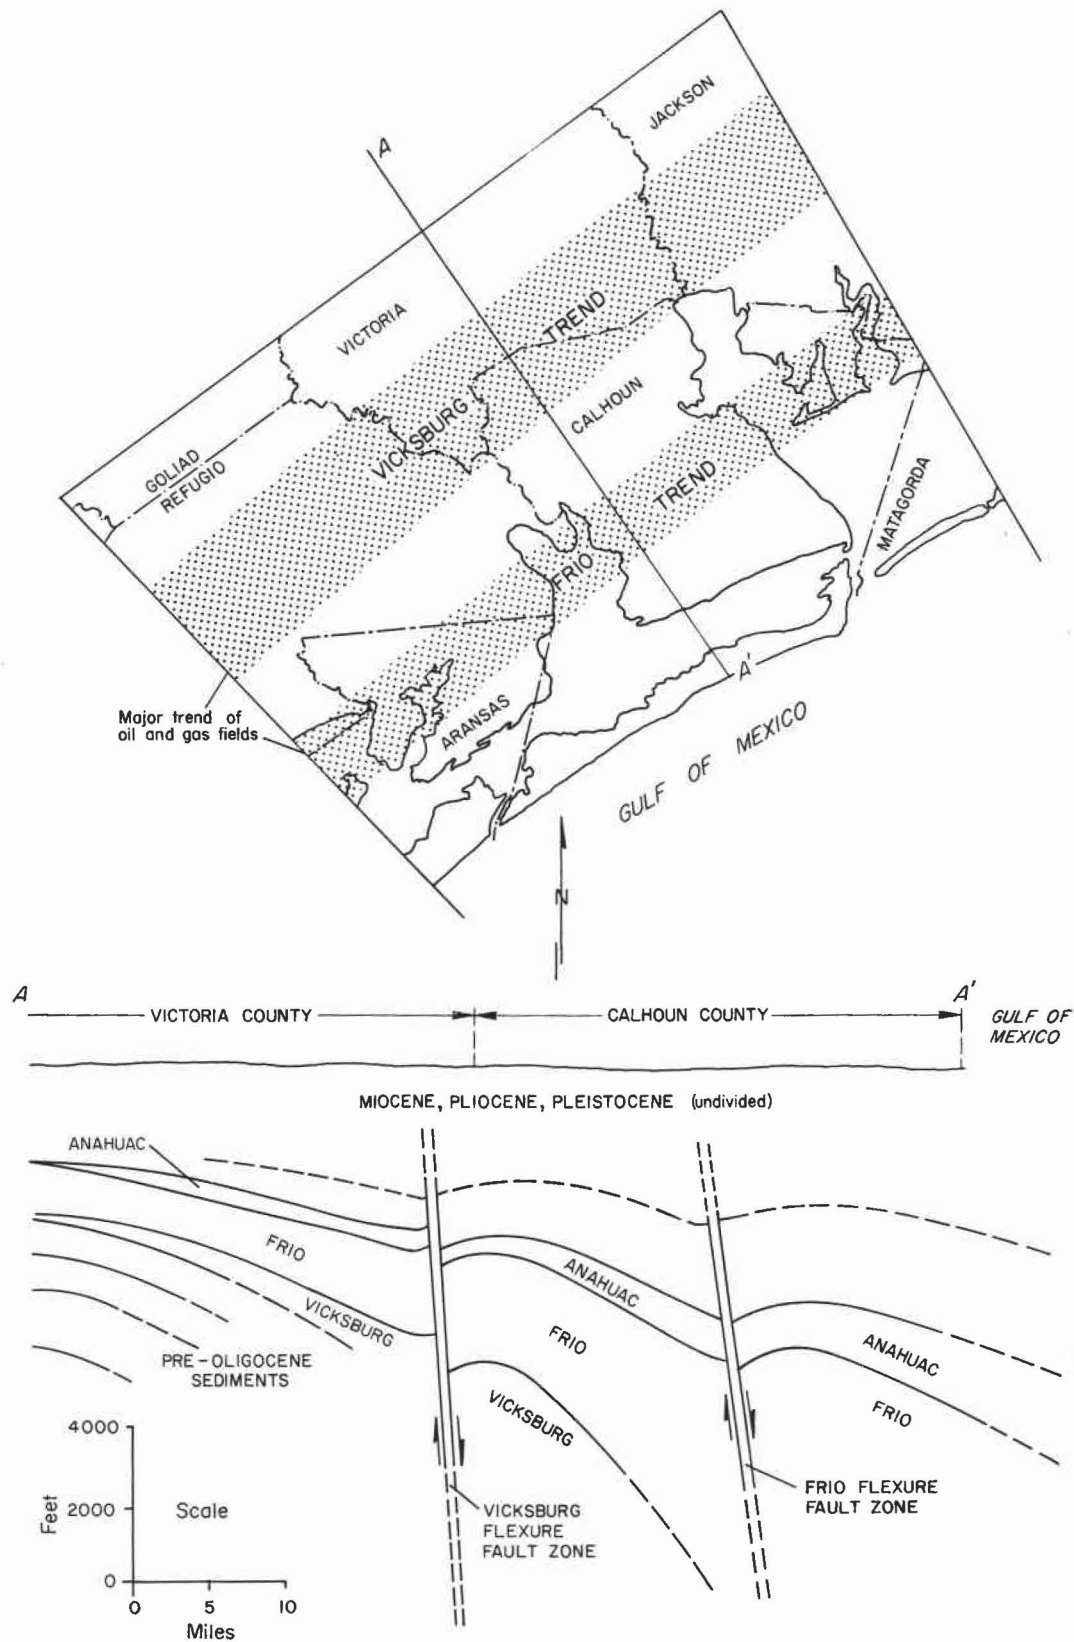 JACKSON
A
VICTORIA
TREND
VICKSBURG
CALHOUN
GOLIAD
REFUGIO
TREND
MATAGORDA
FRIO
A'
ARANSAS
Major trend of
oil and gas fields
GULF OF MEXICO
N
A
A'
VICTORIA COUNTY
CALHOUN COUNTY
GULF OF
MEXICO
MIOCENE, PLIOCENE, PLEISTOCENE (undivided)
ANAHUAC
FRIO
ANAHUAC
VICKSBURG
FRIO
ANAHUAC
PRE-OLIGOCENE
SEDIMENTS
VICKSBURG
FRIO
4000
2000
0
Feet
Scale
0 5 10
Miles
VICKSBURG
FLEXURE
FAULT ZONE
FRIO FLEXURE
FAULT ZONE